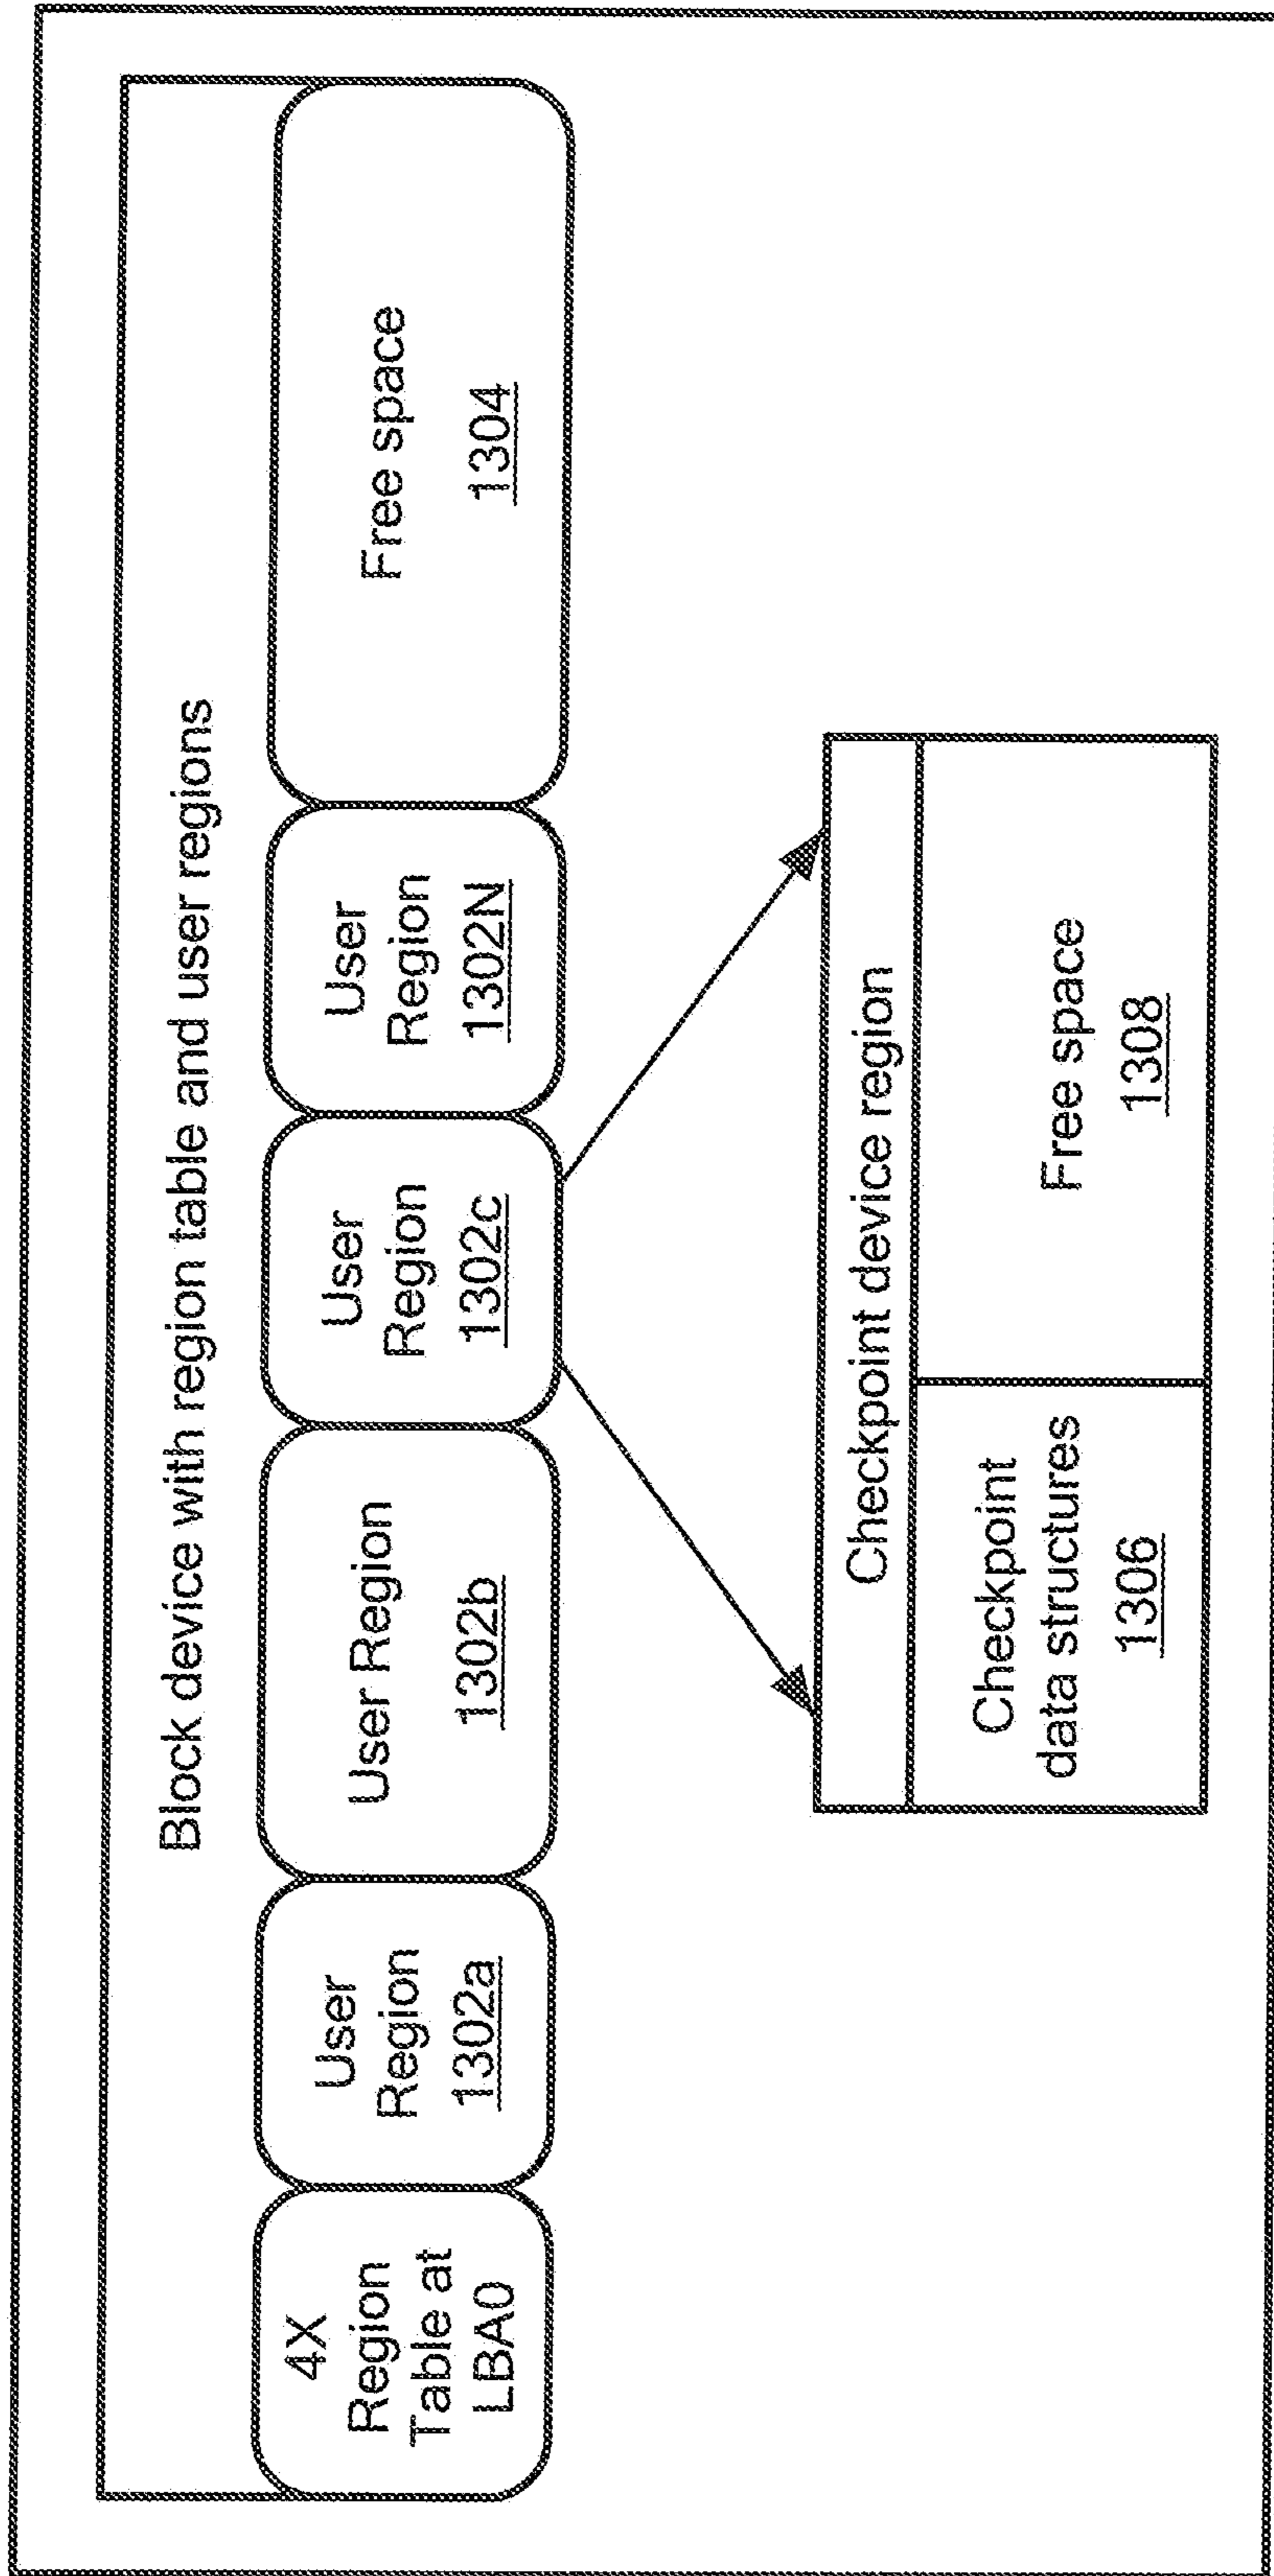 Block device with region table and user regions
4X
Region
Table at
LBA0
User
Region
1302a
User Region
1302b
User
Region
1302c
User
Region
1302N
Free space
1304
Checkpoint device region
Checkpoint
data structures
1306
Free space
1308